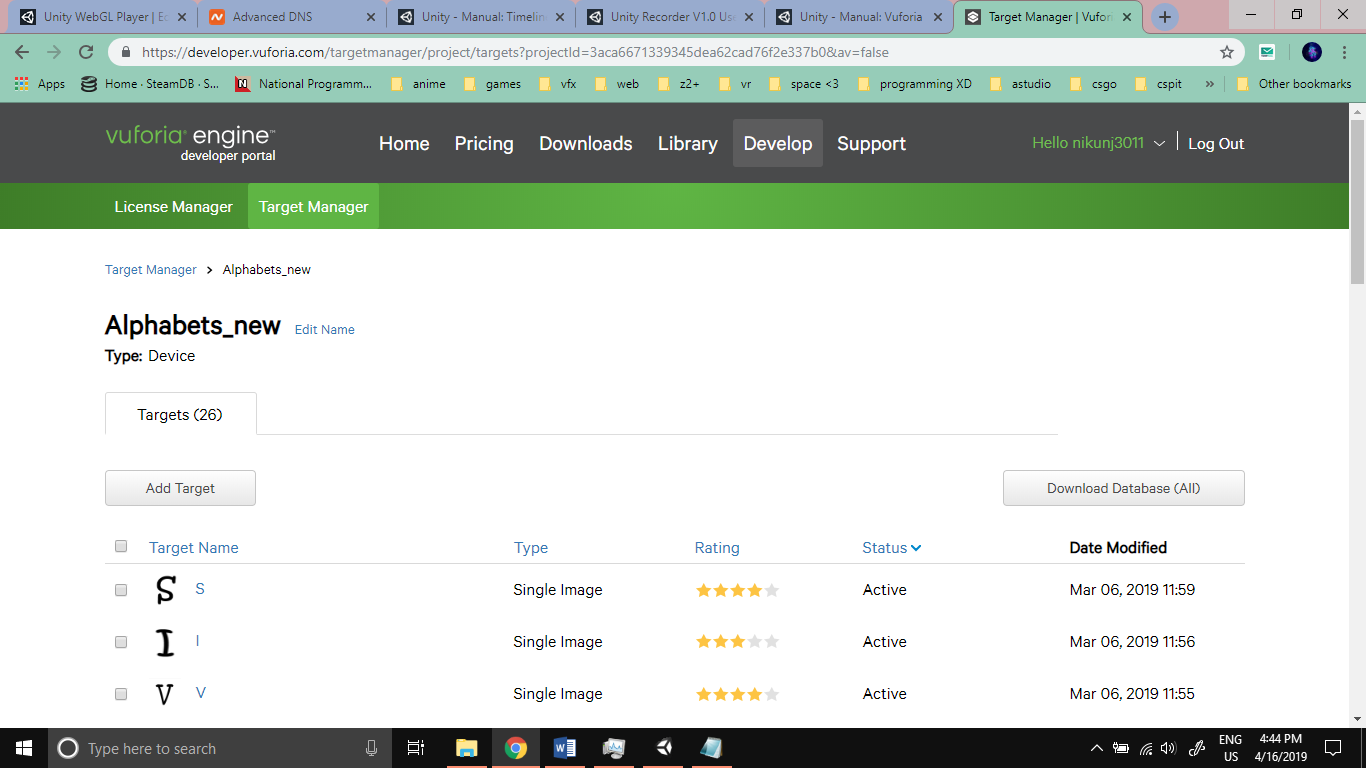 Unity WebGL Player | Ec
Advanced DNS
Unity - Manual: Timelin
Unity Recorder V1.0 Use
Unity - Manual: Vuforia
Target Manager | Vufori
https://developer.vuforia.com/targetmanager/project/targets?projectId=3aca6671339345dea62cad76f2e337b0&av=false
Apps
Home · SteamDB · S...
National Programm...
anime
games
vfx
web
z2+
vr
space <3
programming XD
astudio
csgo
cspit
»
Other bookmarks
vuforia engine™
developer portal
Home
Pricing
Downloads
Library
Develop
Support
Hello nikunj3011
Log Out
License Manager
Target Manager
Target Manager > Alphabets_new
Alphabets_new Edit Name
Type: Device
Targets (26)
Add Target
Download Database (All)
Target Name Type Rating Status Date Modified
S S Single Image Active Mar 06, 2019 11:59
I I Single Image Active Mar 06, 2019 11:56
V V Single Image Active Mar 06, 2019 11:55
Type here to search
ENG
US
4:44 PM
4/16/2019